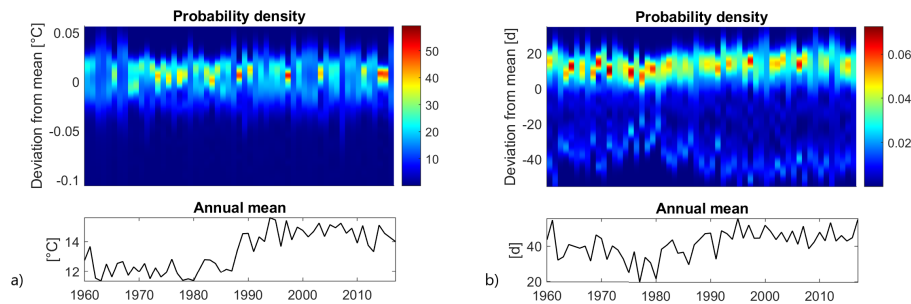 Probability density
Deviation from mean [°C]
0.05
0
-0.05
-0.1
50
40
30
20
10
Annual mean
[°C]
14
12
1960 1970 1980 1990 2000 2010
a)
Probability density
Deviation from mean [d]
20
0
-20
-40
0.06
0.04
0.02
Annual mean
[d]
40
20
1960 1970 1980 1990 2000 2010
b)